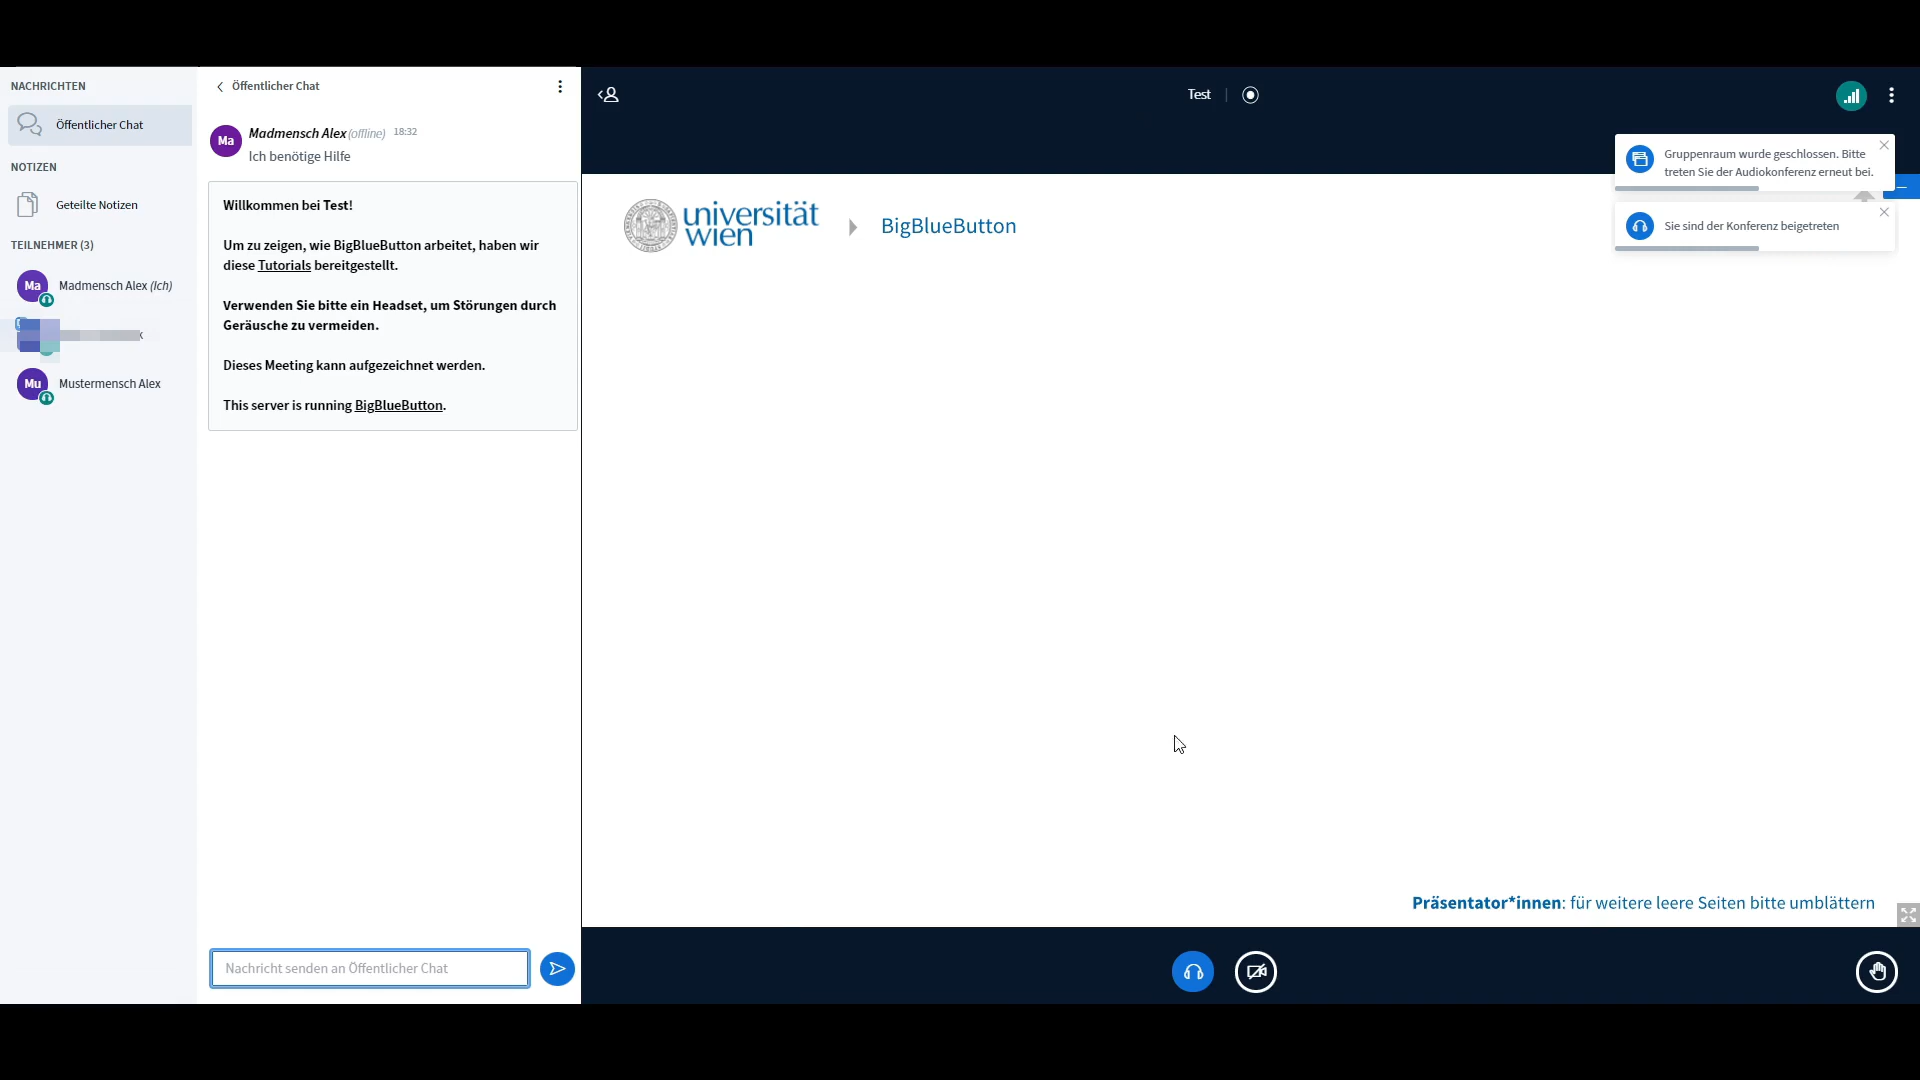 NACHRICHTEN
Öffentlicher Chat
NOTIZEN
Geteilte Notizen
TEILNEHMER (3)
Ma
Madmensch Alex (Ich)
Mu
Mustermensch Alex
Öffentlicher Chat
Ma
Madmensch Alex (offline) 18:32
Ich benötige Hilfe
Willkommen bei Test!
Um zu zeigen, wie BigBlueButton arbeitet, haben wir
diese Tutorials bereitgestellt.
Verwenden Sie bitte ein Headset, um Störungen durch
Geräusche zu vermeiden.
Dieses Meeting kann aufgezeichnet werden.
This server is running BigBlueButton.
Nachricht senden an Öffentlicher Chat
Test
Gruppenraum wurde geschlossen. Bitte
treten Sie der Audiokonferenz erneut bei.
Sie sind der Konferenz beigetreten
universität
wien
BigBlueButton
Präsentator*innen: für weitere leere Seiten bitte umblättern